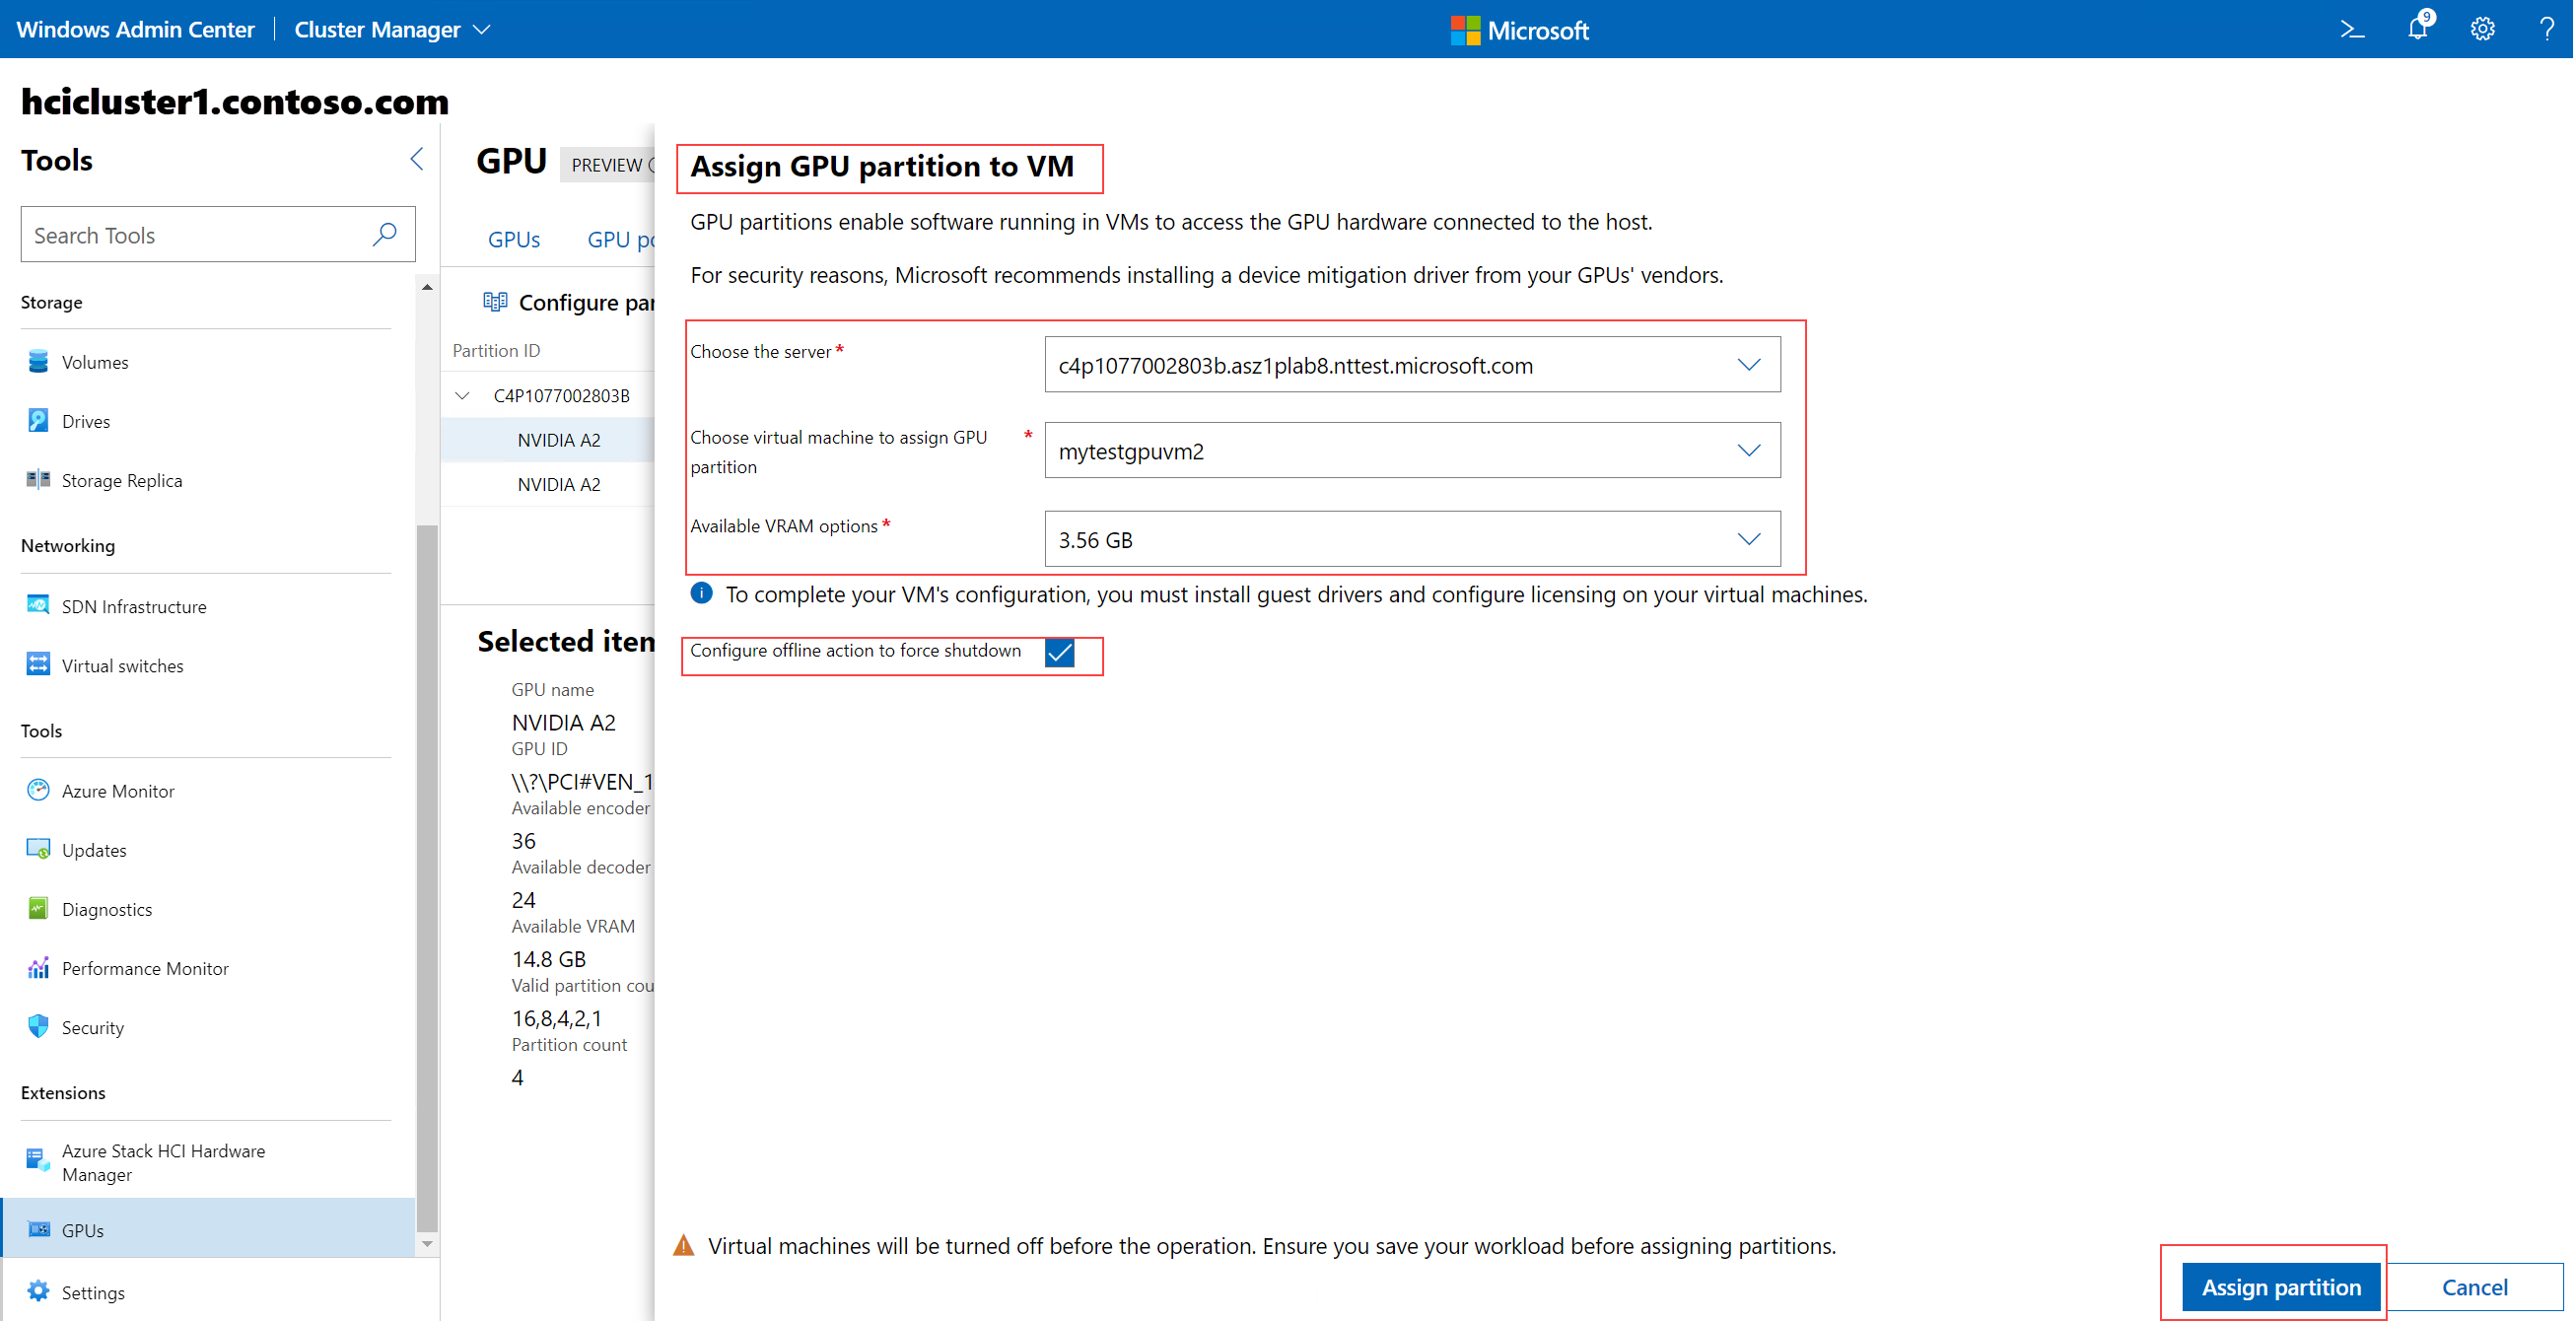 Windows Admin Center
Cluster Manager
Microsoft
9
hcicluster1.contoso.com
Tools
Search Tools
Storage
Volumes
Drives
Storage Replica
Networking
SDN Infrastructure
Virtual switches
Tools
Azure Monitor
Updates
Diagnostics
Performance Monitor
Security
Extensions
Azure Stack HCI Hardware
Manager
GPUs
Settings
GPU
PREVIEW
GPUs
GPU
Configure
Partition ID
C4P1077002803B
NVIDIA A2
NVIDIA A2
Selected
GPU name
NVIDIA A2
GPU ID
\\?\PCI#VEN_1
Available encoder
36
Available decoder
24
Available VRAM
14.8 GB
Valid partition cou
16,8,4,2,1
Partition count
4
Assign GPU partition to VM
GPU partitions enable software running in VMs to access the GPU hardware connected to the host.
For security reasons, Microsoft recommends installing a device mitigation driver from your GPUs' vendors.
Choose the server *
c4p1077002803b.asz1plab8.nttest.microsoft.com
Choose virtual machine to assign GPU *
partition
mytestgpuvm2
Available VRAM options *
3.56 GB
To complete your VM's configuration, you must install guest drivers and configure licensing on your virtual machines.
Configure offline action to force shutdown
Virtual machines will be turned off before the operation. Ensure you save your workload before assigning partitions.
Assign partition
Cancel